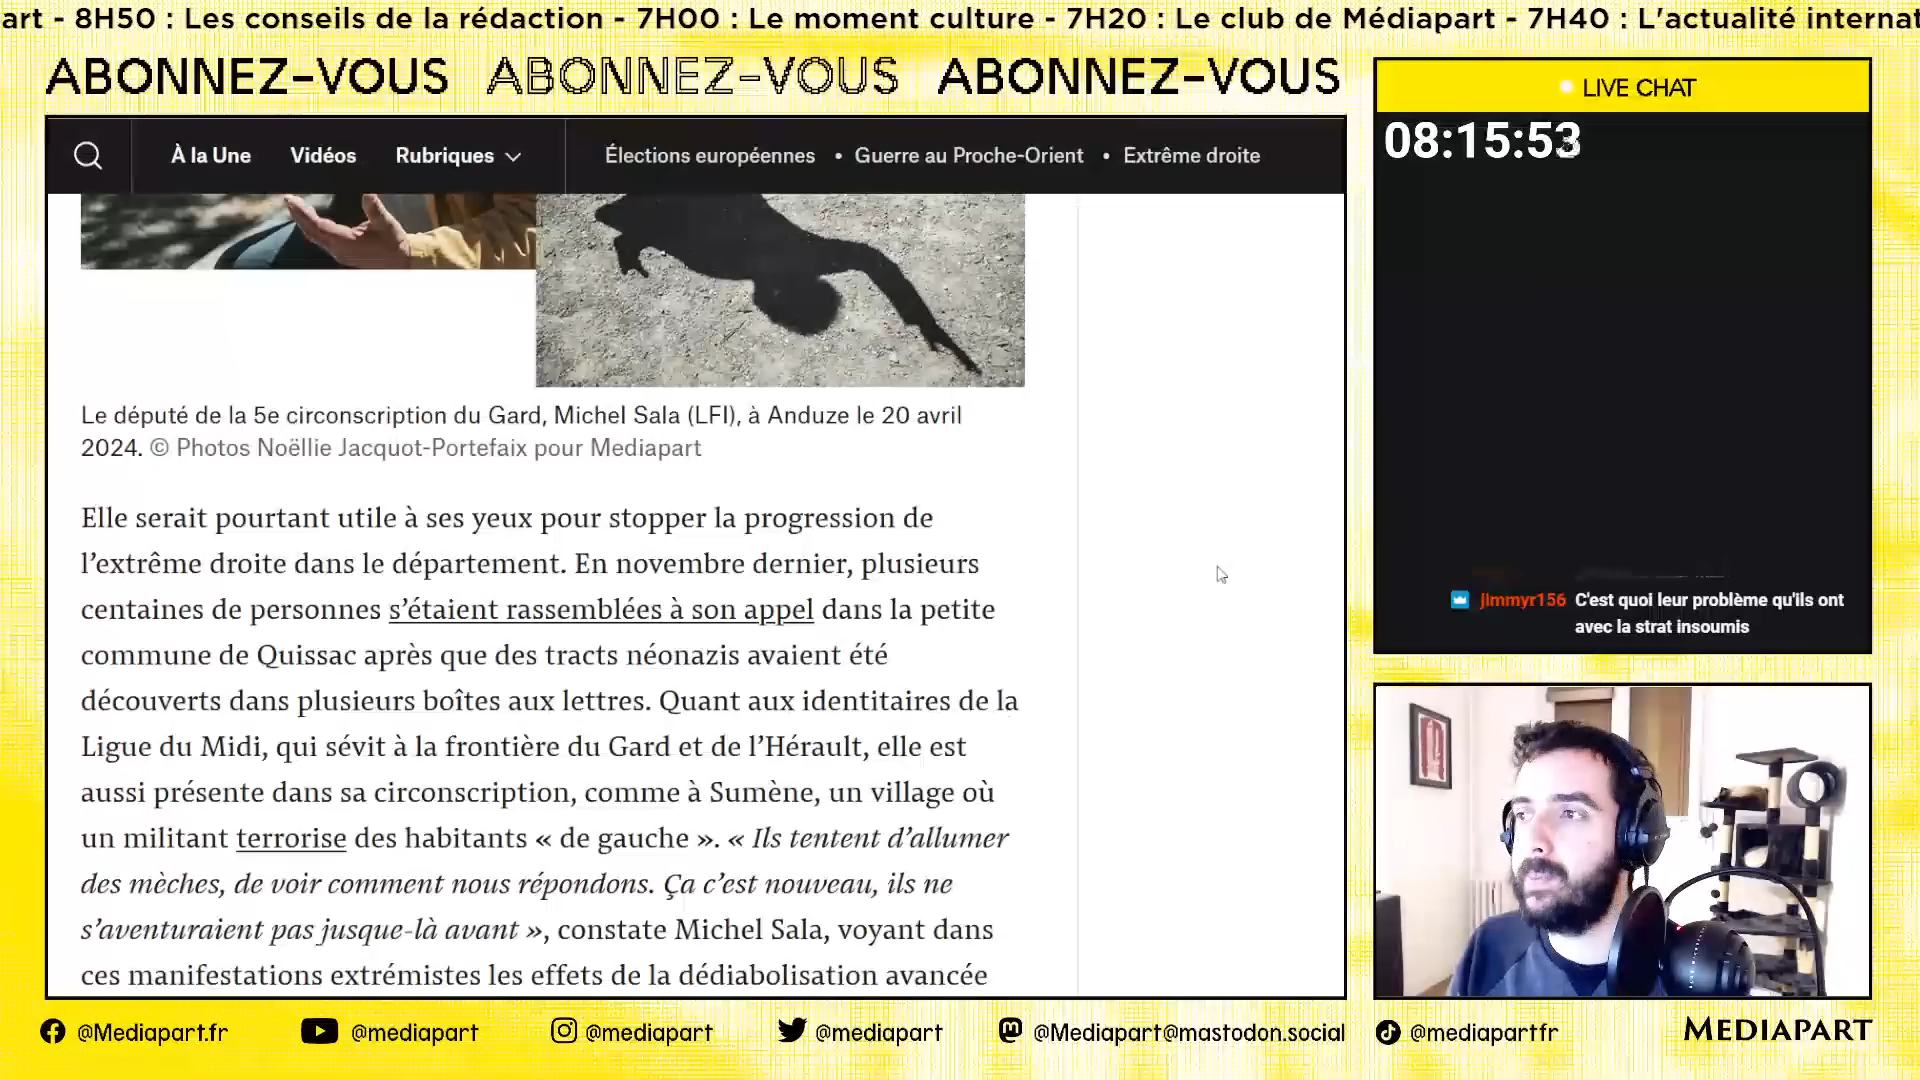 art - 8H50 : Les conseils de la rédaction - 7H00 : Le moment culture - 7H20 : Le club de Médiapart - 7H40 : L'actualité internat
ABONNEZ-VOUS ABONNEZ-VOUS ABONNEZ-VOUS
À la Une Vidéos Rubriques Élections européennes • Guerre au Proche-Orient • Extrême droite
Le député de la 5e circonscription du Gard, Michel Sala (LFI), à Anduze le 20 avril
2024. © Photos Noëllie Jacquot-Portefaix pour Mediapart
Elle serait pourtant utile à ses yeux pour stopper la progression de
l’extrême droite dans le département. En novembre dernier, plusieurs
centaines de personnes s’étaient rassemblées à son appel dans la petite
commune de Quissac après que des tracts néonazis avaient été
découverts dans plusieurs boîtes aux lettres. Quant aux identitaires de la
Ligue du Midi, qui sévit à la frontière du Gard et de l’Hérault, elle est
aussi présente dans sa circonscription, comme à Sumène, un village où
un militant terrorise des habitants « de gauche ». « Ils tentent d’allumer
des mèches, de voir comment nous répondons. Ça c’est nouveau, ils ne
s’aventuraient pas jusque-là avant », constate Michel Sala, voyant dans
ces manifestations extrémistes les effets de la dédiabolisation avancée
LIVE CHAT
08:15:53
jimmyr156 C'est quoi leur problème qu'ils ont
avec la strat insoumis
@Mediapart.fr @mediapart @mediapart @mediapart @Mediapart@mastodon.social @mediapartfr MEDIAPART